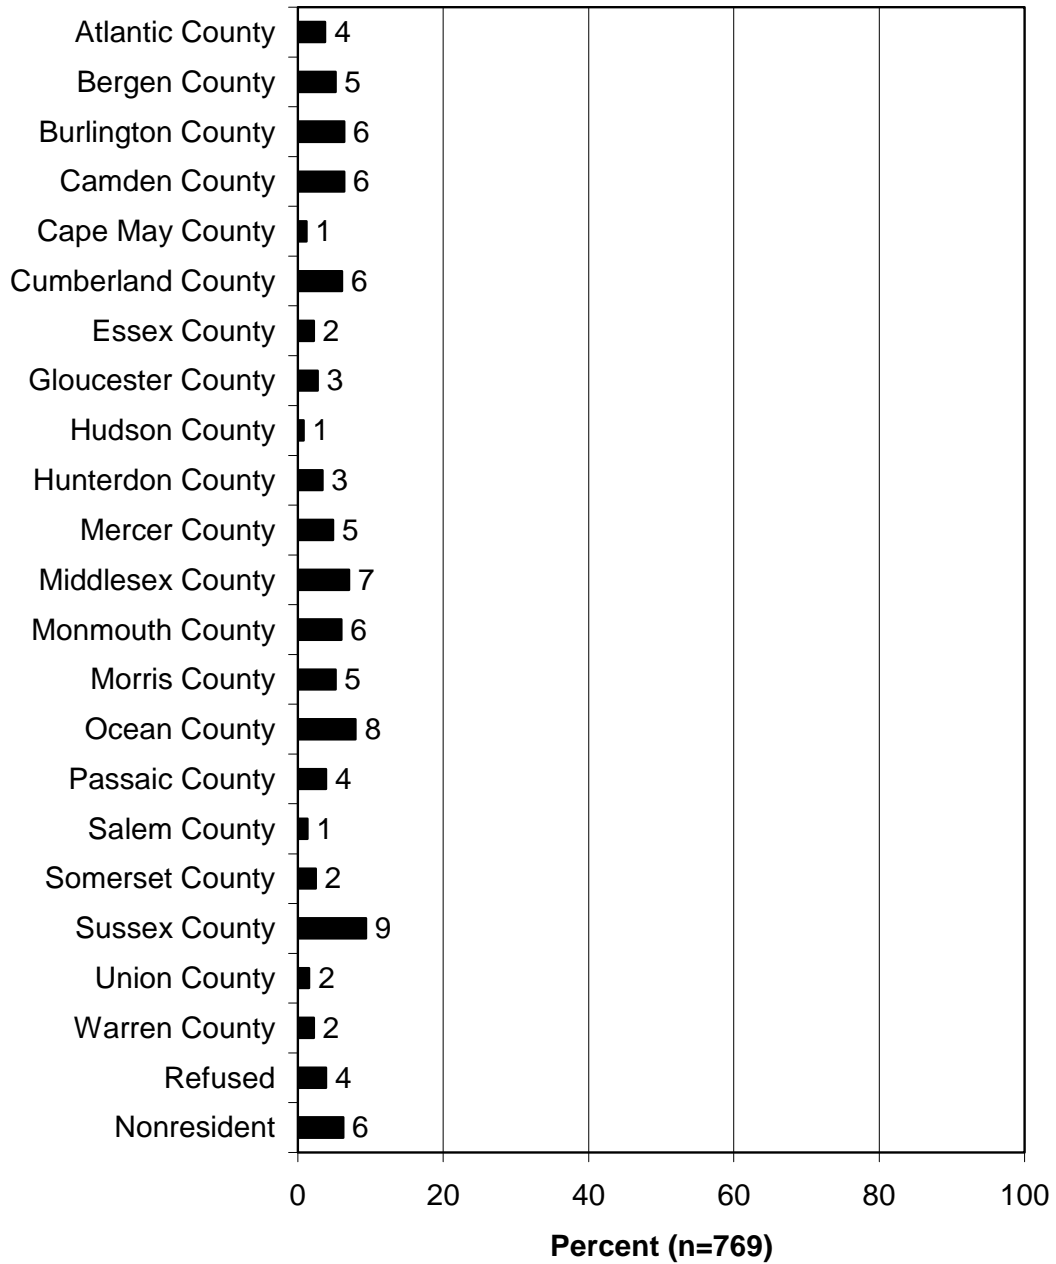 Atlantic County 4
Bergen County 5
Burlington County 6
Camden County 6
Cape May County 1
Cumberland County 6
Essex County 2
Gloucester County 3
Hudson County 1
Hunterdon County 3
Mercer County 5
Middlesex County 7
Monmouth County 6
Morris County 5
Ocean County 8
Passaic County 4
Salem County 1
Somerset County 2
Sussex County 9
Union County 2
Warren County 2
Refused 4
Nonresident 6
0 20 40 60 80 100
Percent (n=769)